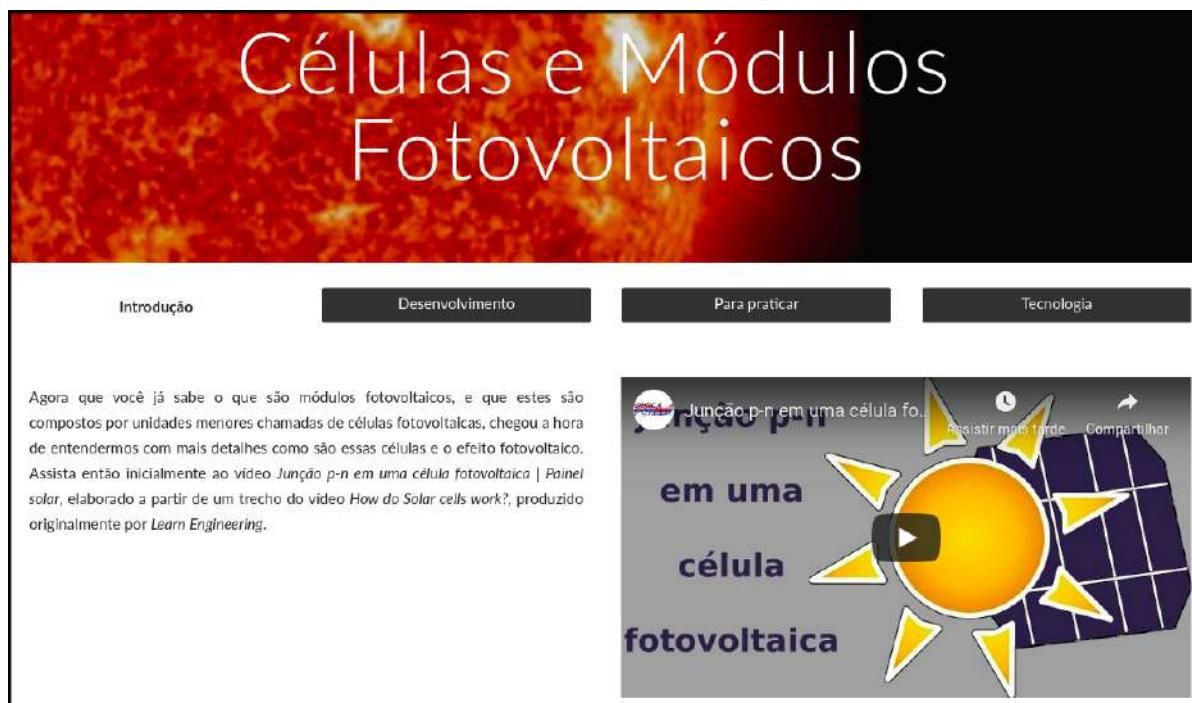 Células e Módulos
Fotovoltaicos
Introdução
Desenvolvimento
Para praticar
Tecnologia
Agora que você já sabe o que são módulos fotovoltaicos, e que estes são
compostos por unidades menores chamadas de células fotovoltaicas, chegou a hora
de entendermos com mais detalhes como são essas células e o efeito fotovoltaico.
Assista então inicialmente ao vídeo Junção p-n em uma célula fotovoltaica | Painel
solar, elaborado a partir de um trecho do vídeo How do Solar cells work?, produzido
originalmente por Learn Engineering.
Junção p-n em uma célula fo...
Assistir mais tarde
Compartilhar
Junção p-n
em uma
célula
fotovoltaica